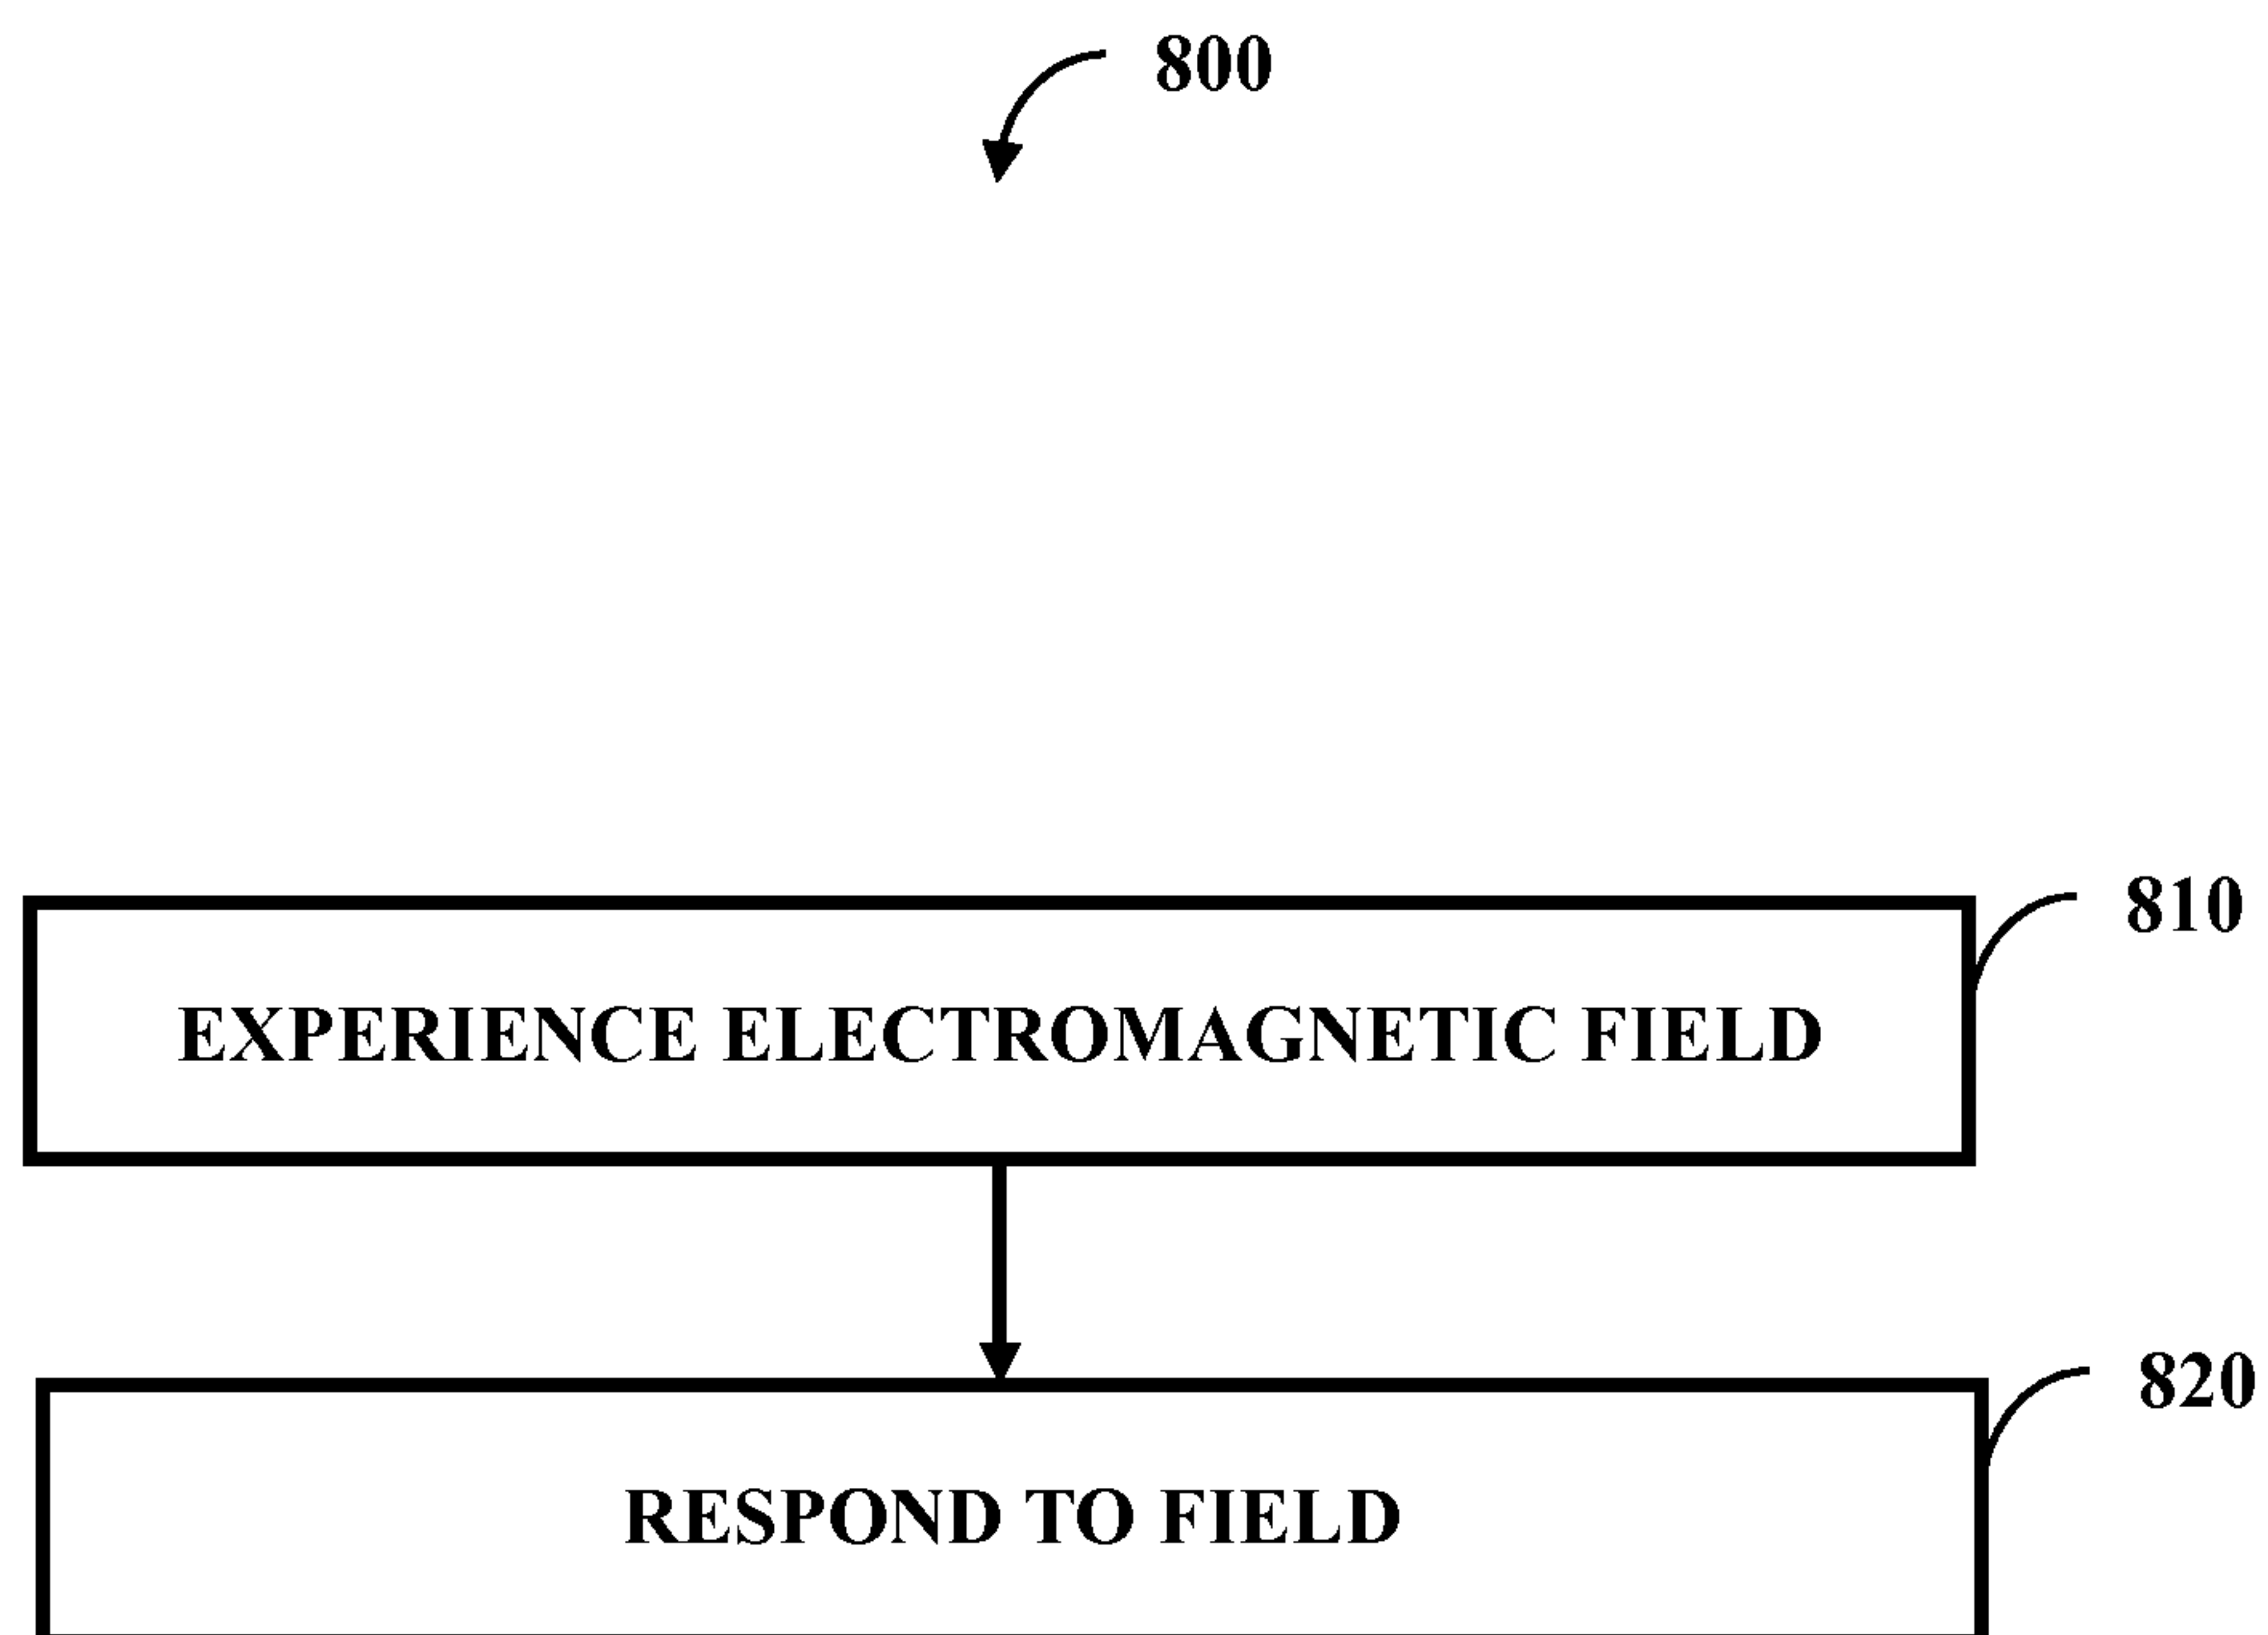 800
810
EXPERIENCE ELECTROMAGNETIC FIELD
820
RESPOND TO FIELD